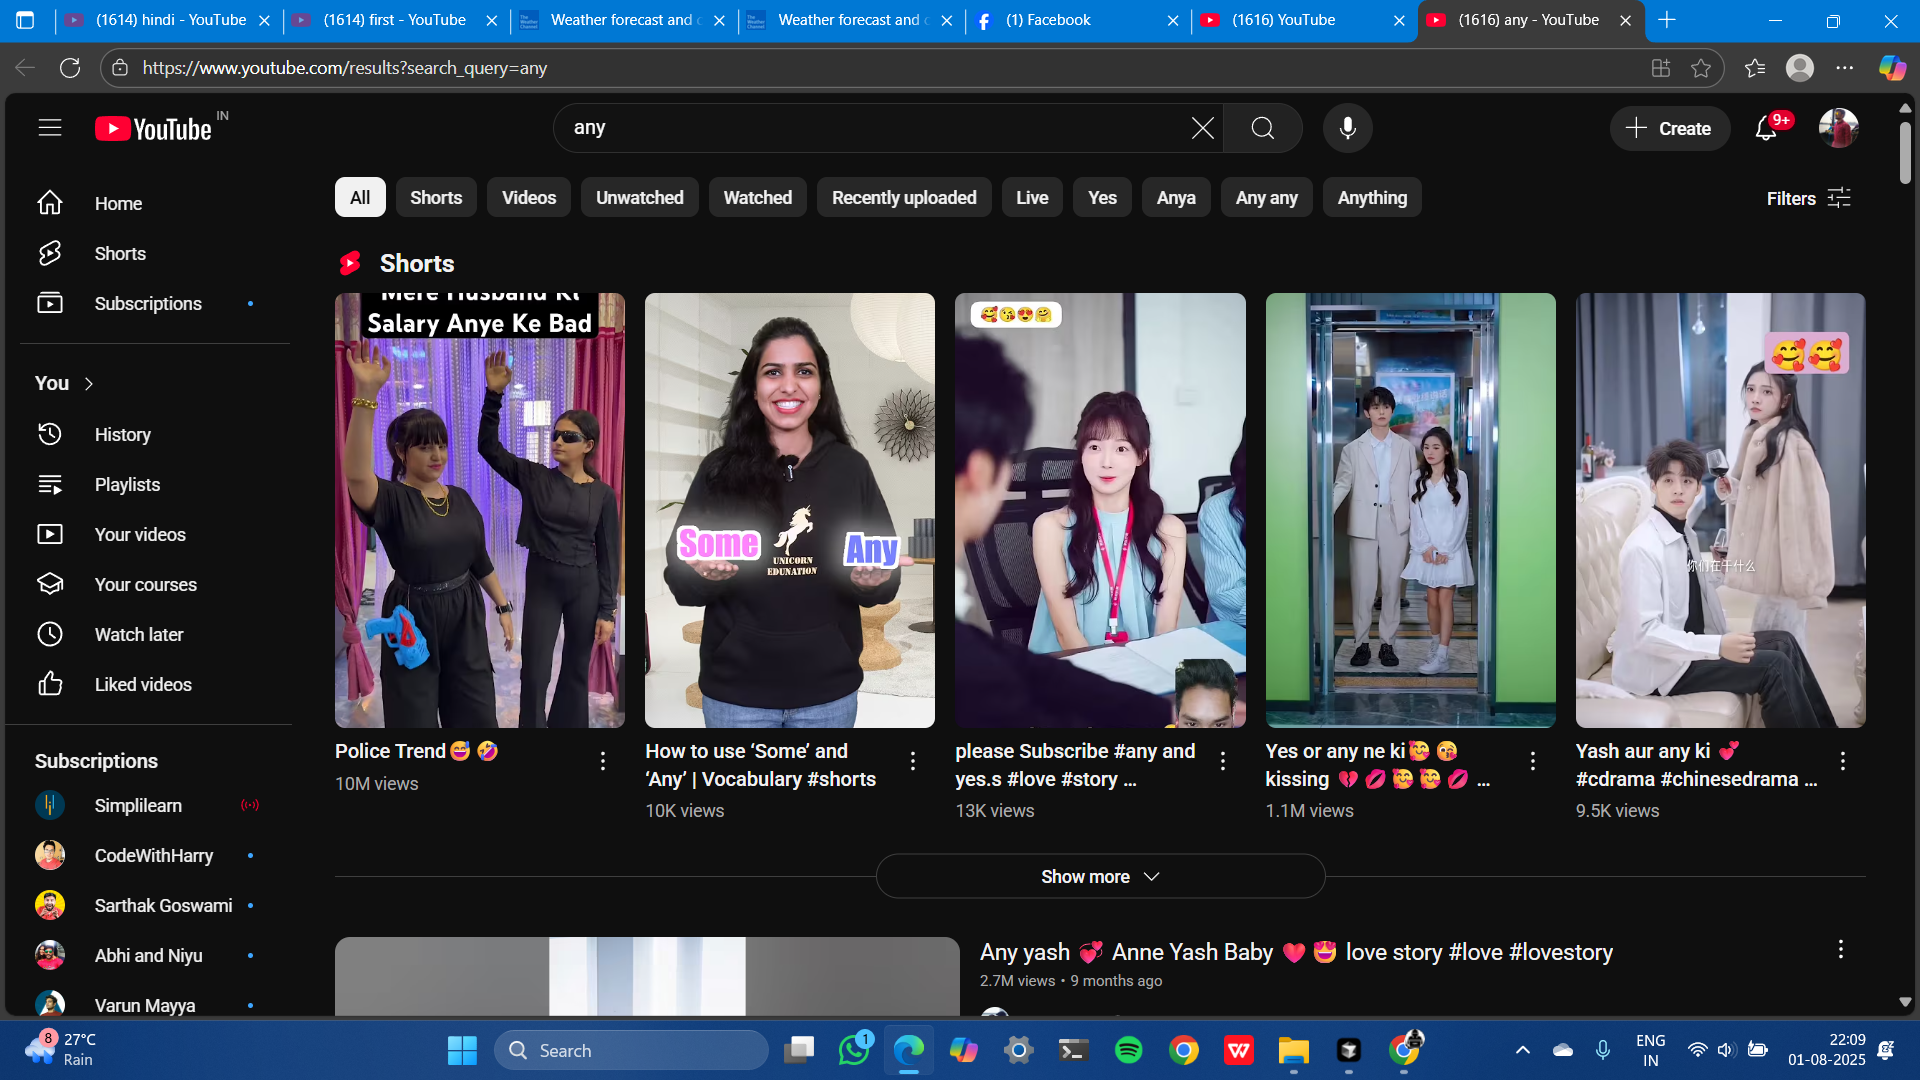 (1614) hindi - YouTube
(1614) first - YouTube
Weather forecast and c
Weather forecast and c
(1) Facebook
(1616) YouTube
(1616) any - YouTube
https://www.youtube.com/results?search_query=any
YouTube IN
any
Create
9+
Home
Shorts
Subscriptions
You
History
Playlists
Your videos
Your courses
Watch later
Liked videos
Subscriptions
Simplilearn
CodeWithHarry
Sarthak Goswami
Abhi and Niyu
Varun Mayya
All
Shorts
Videos
Unwatched
Watched
Recently uploaded
Live
Yes
Anya
Any any
Anything
Filters
Shorts
Mere Husband Ki
Salary Anye Ke Bad
Police Trend😅 🤣
10M views
Some
Any
UNICORN
EDUNATION
How to use ‘Some’ and
‘Any’ | Vocabulary #shorts
10K views
🥰😘😍🤗
please Subscribe #any and
yes.s #love #story ...
13K views
Yes or any ne ki🥰 😘
kissing 💔 💋 🥰 🥰 💋 ...
1.1M views
🥰🥰
你们在干什么
Yash aur any ki 💕
#cdrama #chinesedrama ...
9.5K views
Show more
Any yash 💞 Anne Yash Baby ❤️ 🤩 love story #love #lovestory
2.7M views • 9 months ago
8
27°C
Rain
Search
1
ENG
IN
22:09
01-08-2025